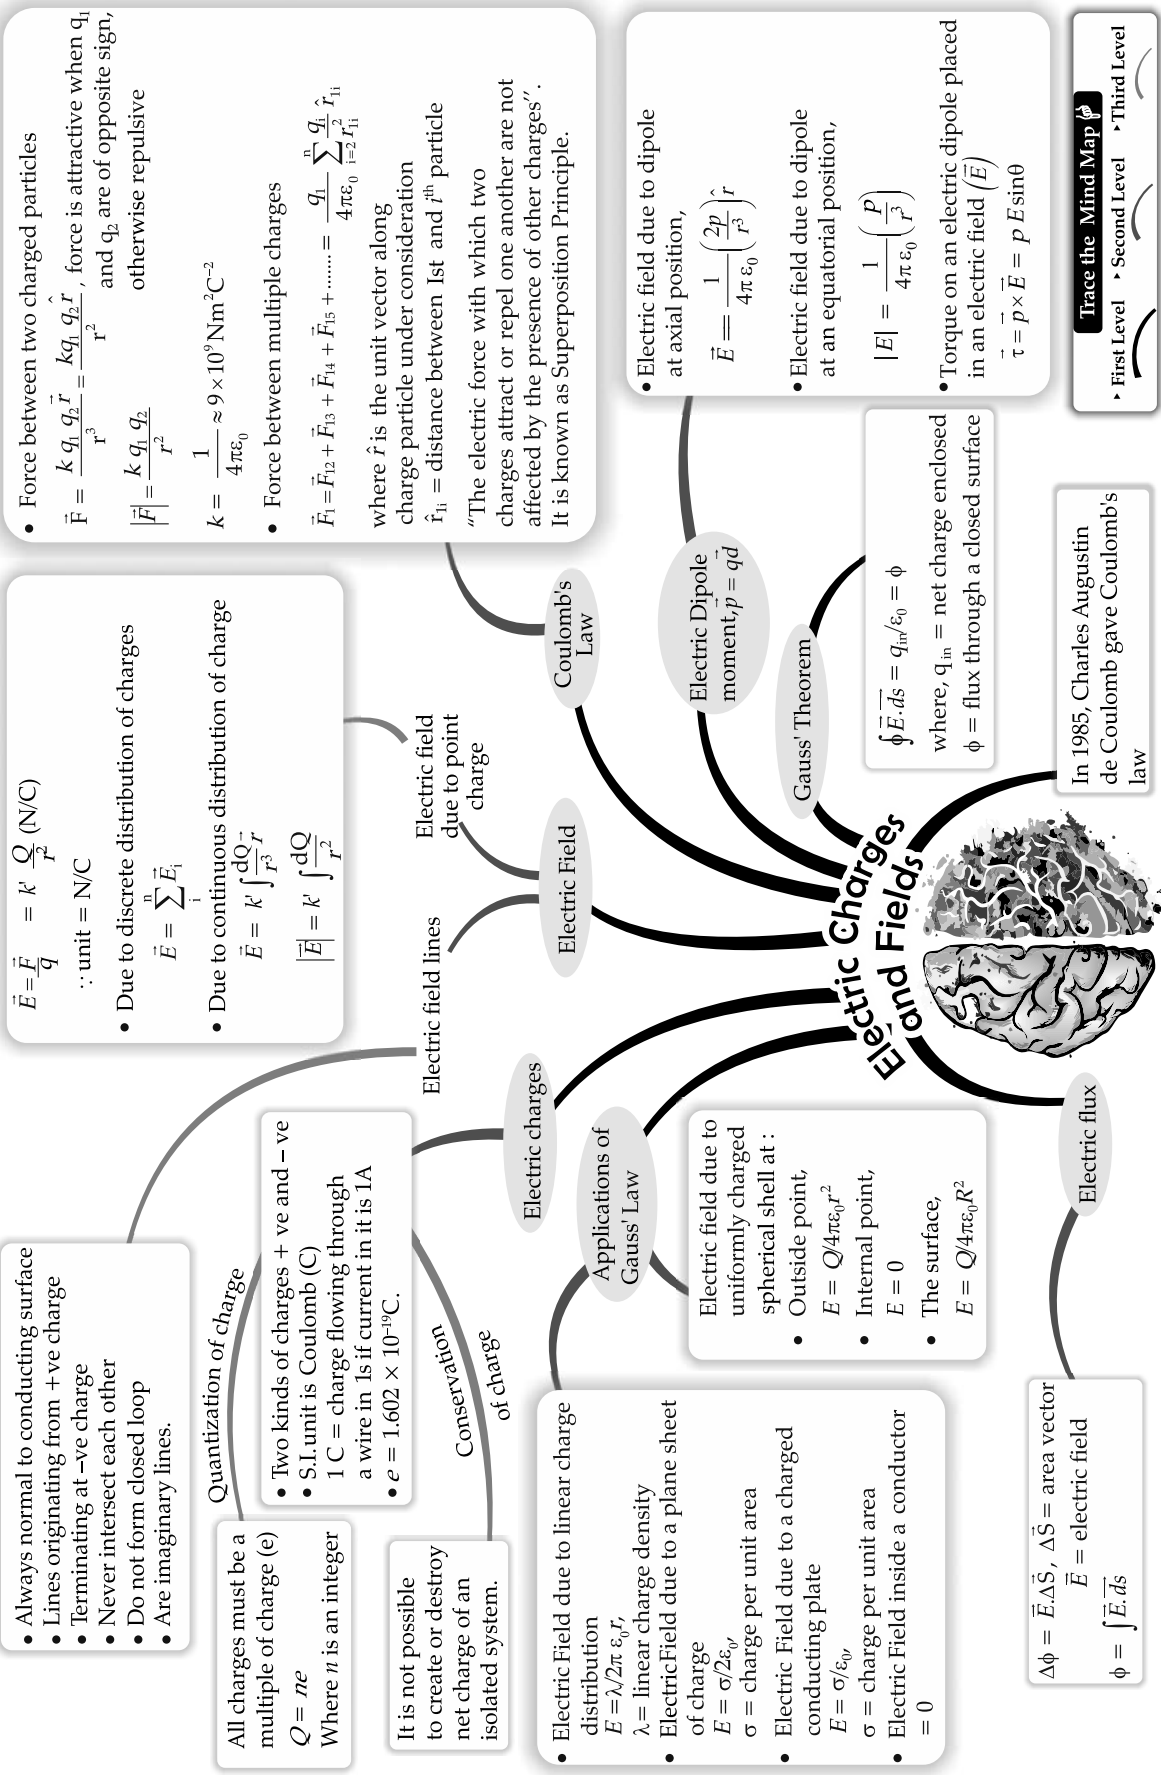 • Always normal to conducting surface
• Lines originating from +ve charge
• Terminating at –ve charge
• Never intersect each other
• Do not form closed loop
• Are imaginary lines.
E⃗ = F⃗/q = k' Q/r² (N/C)
∵ unit = N/C
• Due to discrete distribution of charges
E⃗ = Σ(i to n) E⃗i
• Due to continuous distribution of charge
E⃗ = k' ∫ dQ/r³ r⃗
|E⃗| = k' ∫ dQ/r²
• Force between two charged particles
F⃗ = k q1 q2 r⃗/r³ = kq1 q2 r̂/r², force is attractive when q1
and q2 are of opposite sign,
otherwise repulsive
|F⃗| = k q1 q2/r²
k = 1/4πε0 ≈ 9×10⁹ Nm²C⁻²
• Force between multiple charges
F⃗1 = F⃗12 + F⃗13 + F⃗14 + F⃗15 + ....... = q1/4πε0 Σ(i=2 to n) qi/r²1i r̂1i
where r̂ is the unit vector along
charge particle under consideration
r̂1i = distance between Ist and iᵗʰ particle
“The electric force with which two
charges attract or repel one another are not
affected by the presence of other charges”.
It is known as Superposition Principle.
Quantization of charge
All charges must be a
multiple of charge (e)
Q = ne
Where n is an integer
• Two kinds of charges + ve and – ve
• S.I. unit is Coulomb (C)
1 C = charge flowing through
a wire in 1s if current in it is 1A
• e = 1.602 × 10⁻¹⁹C.
Conservation
of charge
It is not possible
to create or destroy
net charge of an
isolated system.
Electric field lines
Electric field
due to point
charge
Electric charges
Electric Field
Coulomb's
Law
Applications of
Gauss' Law
Electric Dipole
moment, p⃗ = qd⃗
• Electric field due to dipole
at axial position,
E⃗ == 1/4πε0 (2p/r³) r̂
• Electric field due to dipole
at an equatorial position,
|E| = 1/4πε0 (P/r³)
• Torque on an electric dipole placed
in an electric field (E⃗)
τ⃗ = p⃗ × E⃗ = p E sinθ
• Electric Field due to linear charge
distribution
E = λ/2π ε0r,
λ = linear charge density
• ElectricField due to a plane sheet
of charge
E = σ/2ε0,
σ = charge per unit area
• Electric Field due to a charged
conducting plate
E = σ/ε0,
σ = charge per unit area
• Electric Field inside a conductor
= 0
Electric field due to
uniformly charged
spherical shell at :
• Outside point,
E = Q/4πε0r²
• Internal point,
E = 0
• The surface,
E = Q/4πε0R²
Gauss' Theorem
∮E⃗.ds⃗ = qin/ε0 = ϕ
where, qin = net charge enclosed
ϕ = flux through a closed surface
Electric Charges
and Fields
Electric flux
Δϕ = E⃗.ΔS⃗, ΔS⃗ = area vector
E⃗ = electric field
ϕ = ∫E⃗.ds⃗
In 1985, Charles Augustin
de Coulomb gave Coulomb's
law
Trace the Mind Map
▸ First Level ▸ Second Level ▸ Third Level